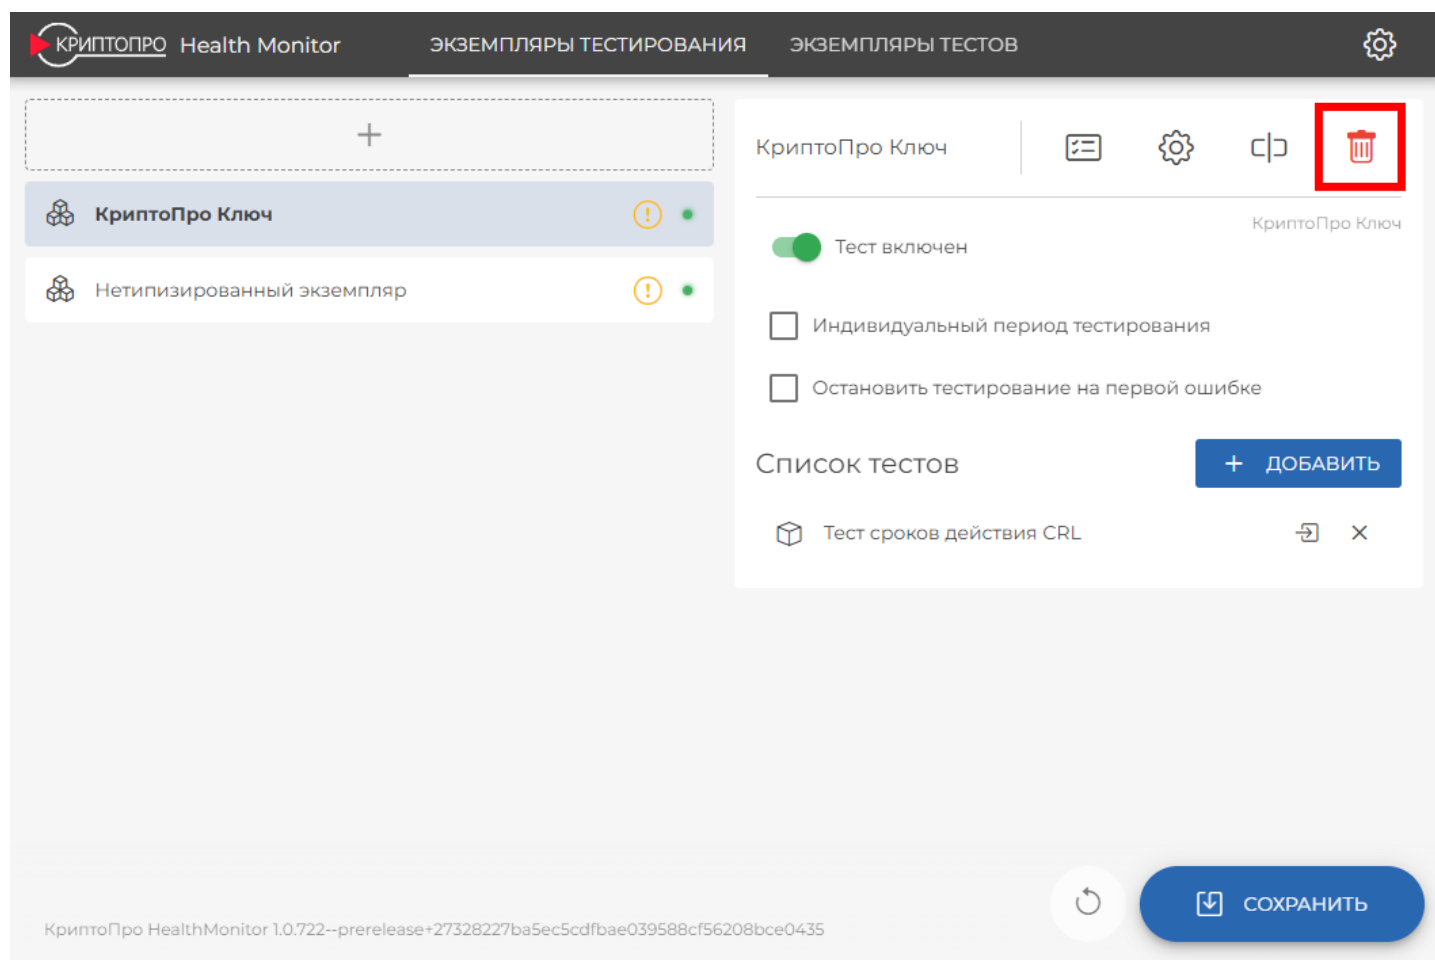 КРИПТОПРО Health Monitor ЭКЗЕМПЛЯРЫ ТЕСТИРОВАНИЯ ЭКЗЕМПЛЯРЫ ТЕСТОВ
КриптоПро Ключ
Нетипизированный экземпляр
КриптоПро Ключ
КриптоПро Ключ
Тест включен
Индивидуальный период тестирования
Остановить тестирование на первой ошибке
Список тестов
+ ДОБАВИТЬ
Тест сроков действия CRL
СОХРАНИТЬ
КриптоПро HealthMonitor 1.0.722--prerelease+27328227ba5ec5cdfbae039588cf56208bce0435